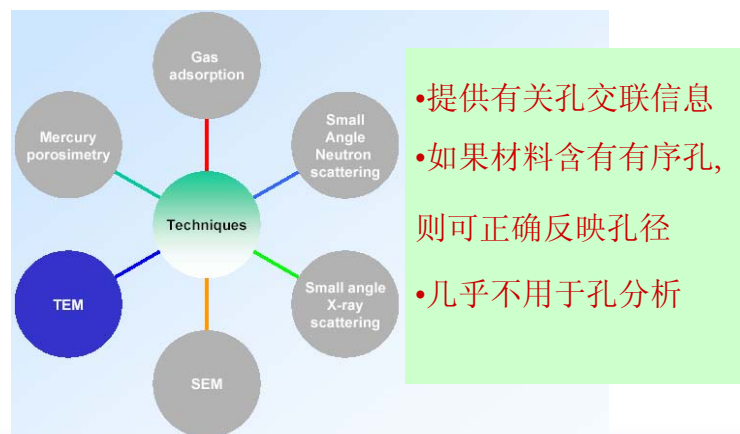 Gas
adsorption
Mercury
porosimetry
Small
Angle
Neutron
scattering
Techniques
TEM
Small angle
X-ray
scattering
SEM
•提供有关孔交联信息
•如果材料含有有序孔,
则可正确反映孔径
•几乎不用于孔分析